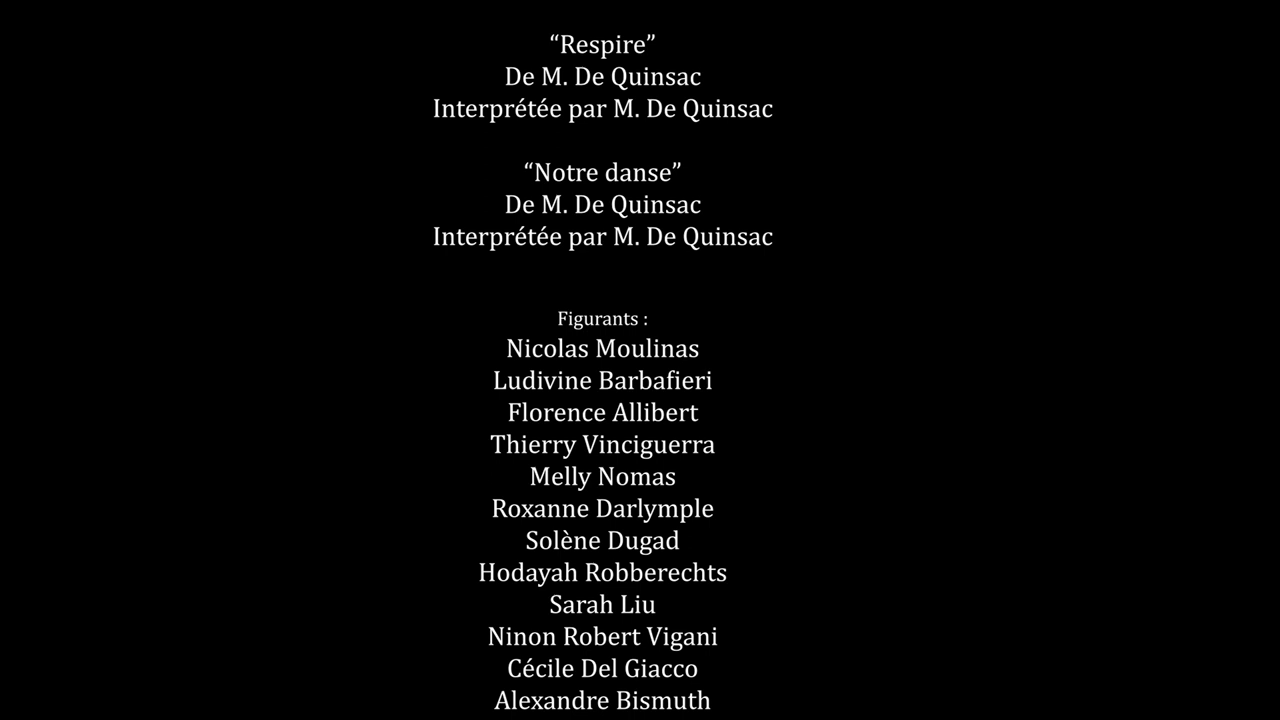 “Respire”
De M. De Quinsac
Interprétée par M. De Quinsac
“Notre danse”
De M. De Quinsac
Interprétée par M. De Quinsac
Figurants :
Nicolas Moulinas
Ludivine Barbafieri
Florence Allibert
Thierry Vinciguerra
Melly Nomas
Roxanne Darlymple
Solène Dugad
Hodayah Robberechts
Sarah Liu
Ninon Robert Vigani
Cécile Del Giacco
Alexandre Bismuth